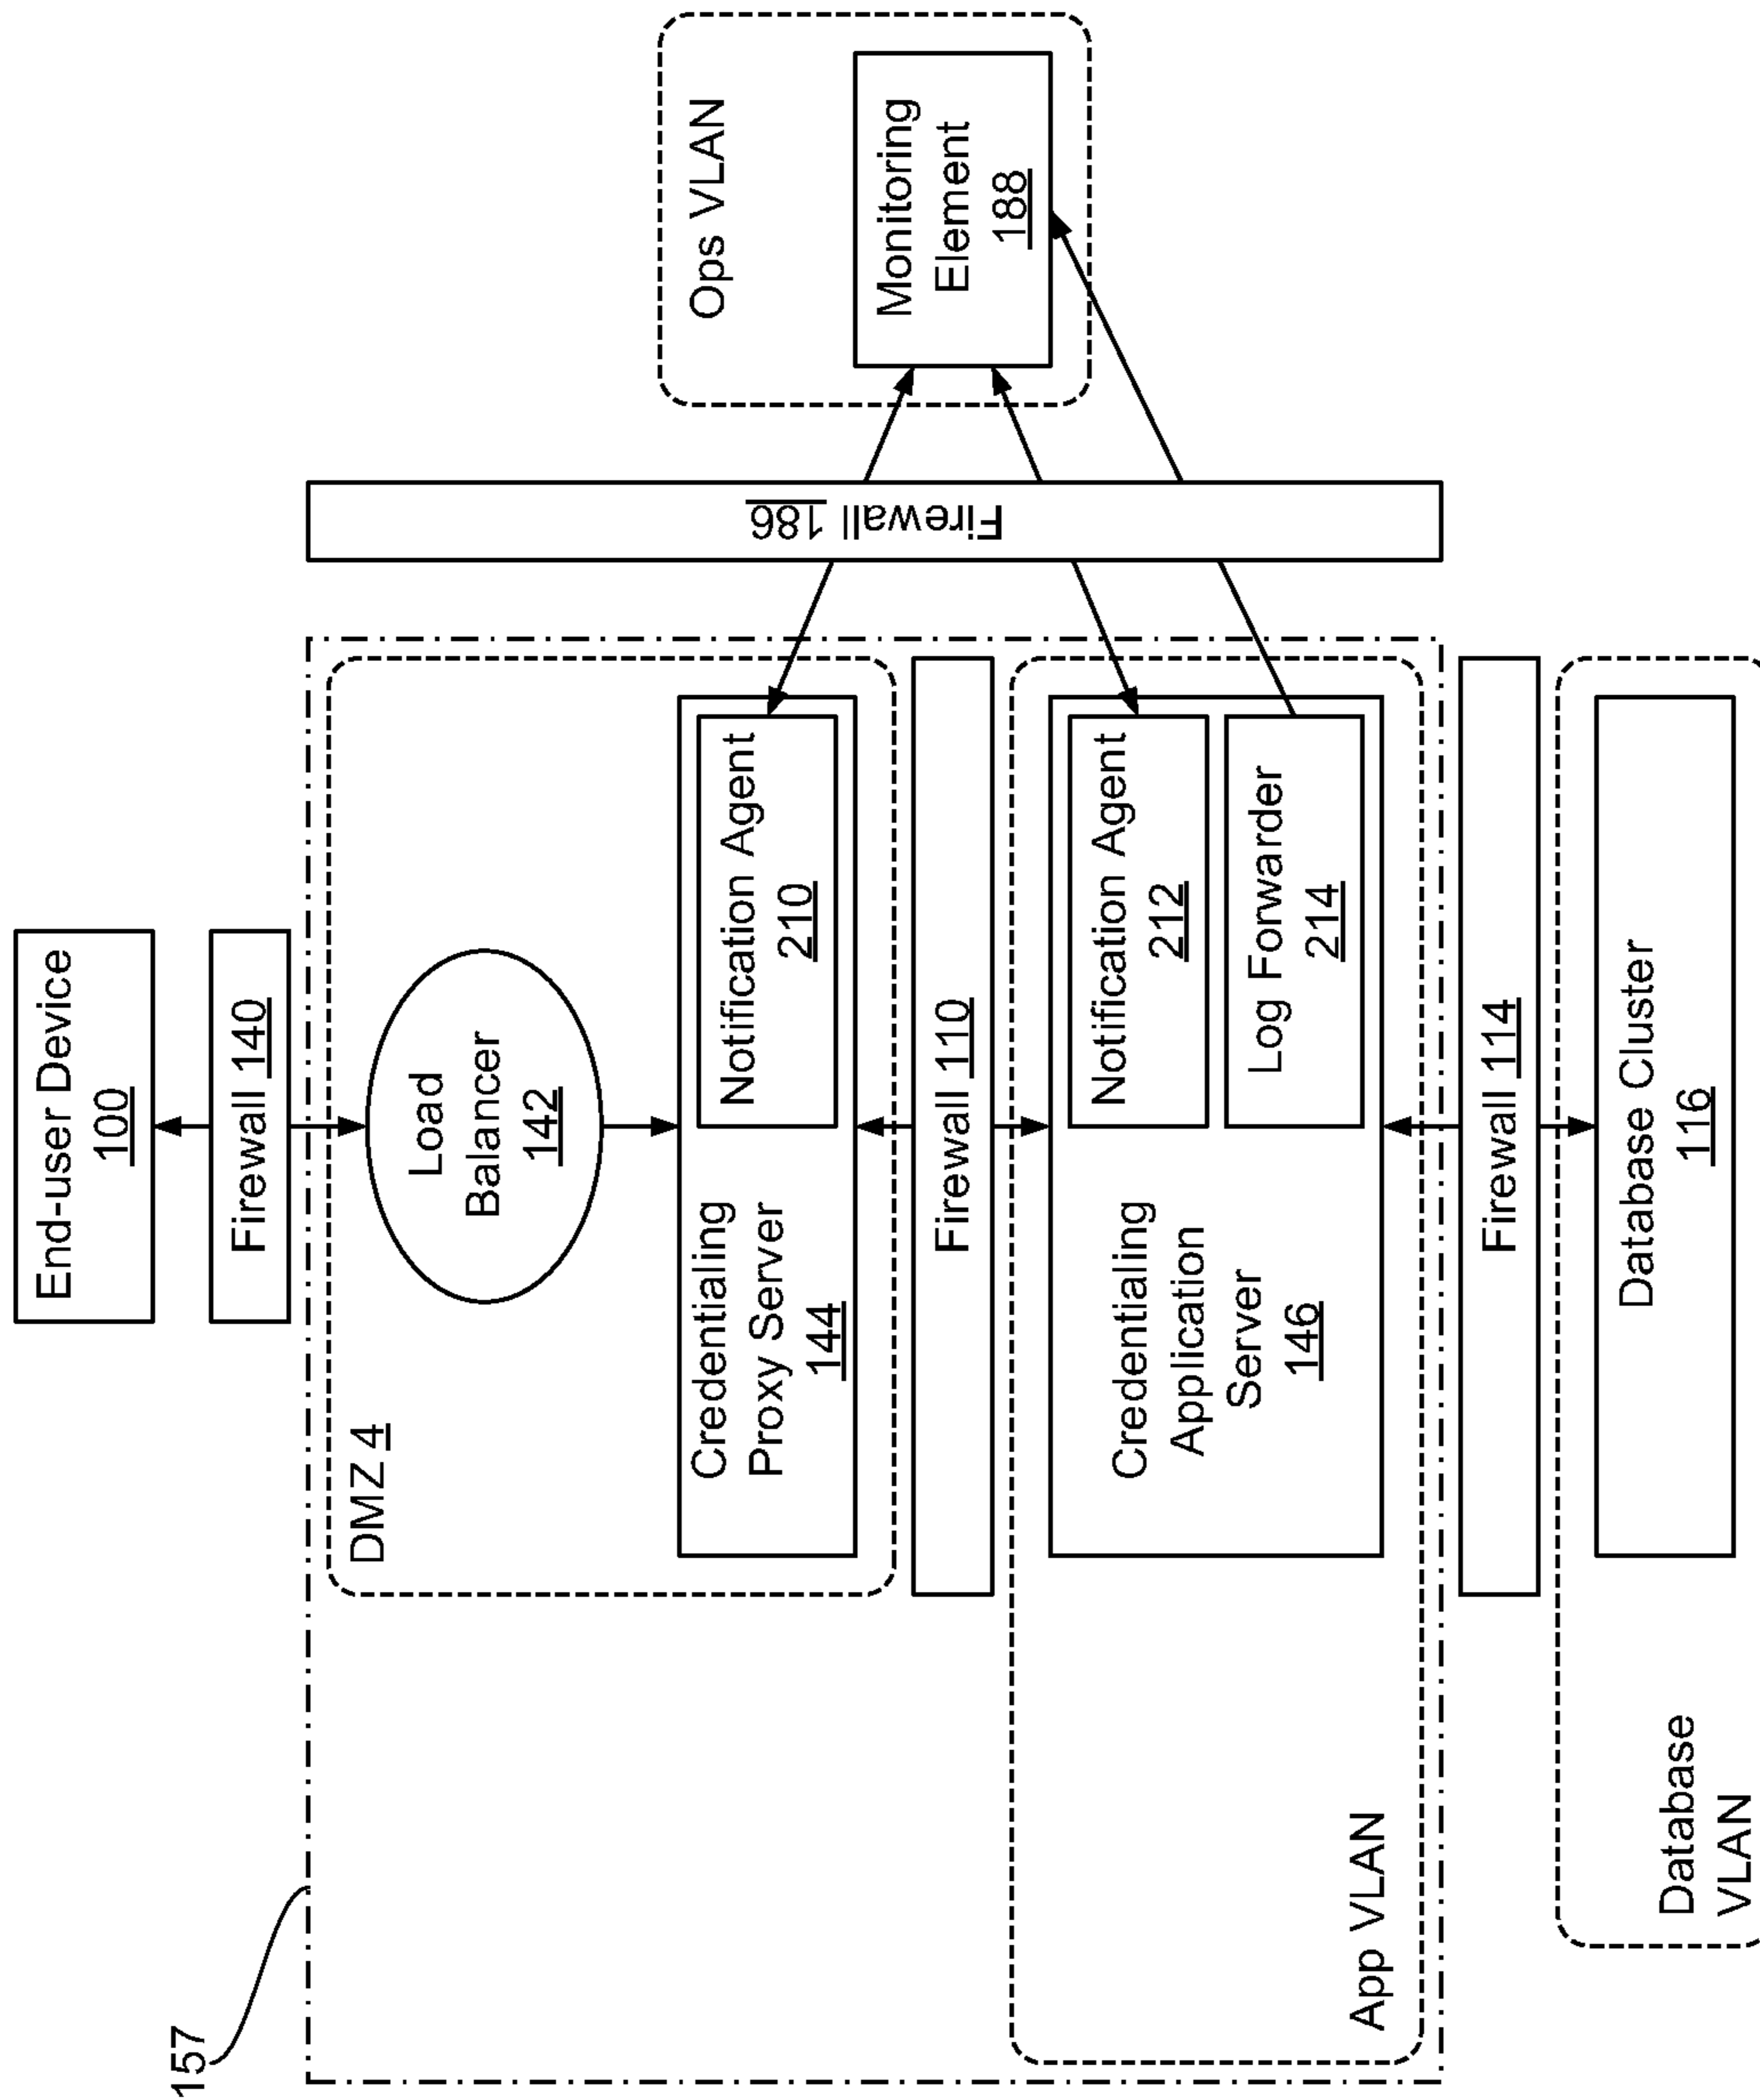 157
End-user Device
100
Firewall 140
DMZ 4
Load
Balancer
142
Credentialing
Proxy Server
144
Notification Agent
210
Firewall 110
Credentialing
Application
Server
146
Notification Agent
212
Log Forwarder
214
App VLAN
Firewall 114
Database Cluster
116
Database
VLAN
Firewall 186
Ops VLAN
Monitoring
Element
188